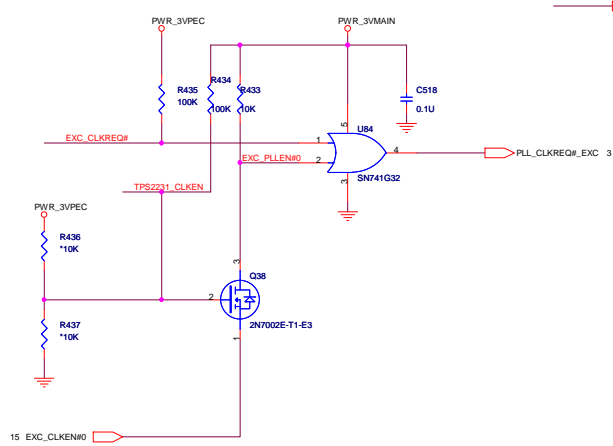 PWR_3VPEC
PWR_3VMAIN
R435
100K
R434
100K
R433
10K
C518
0.1U
EXC_CLKREQ#
1
5
U84
EXC_PLLEN#0
2
4
PLL_CLKREQ#_EXC 3
3
SN741G32
TPS2231_CLKEN
PWR_3VPEC
R436
*10K
3
Q38
2
R437
*10K
2N7002E-T1-E3
1
15 EXC_CLKEN#0